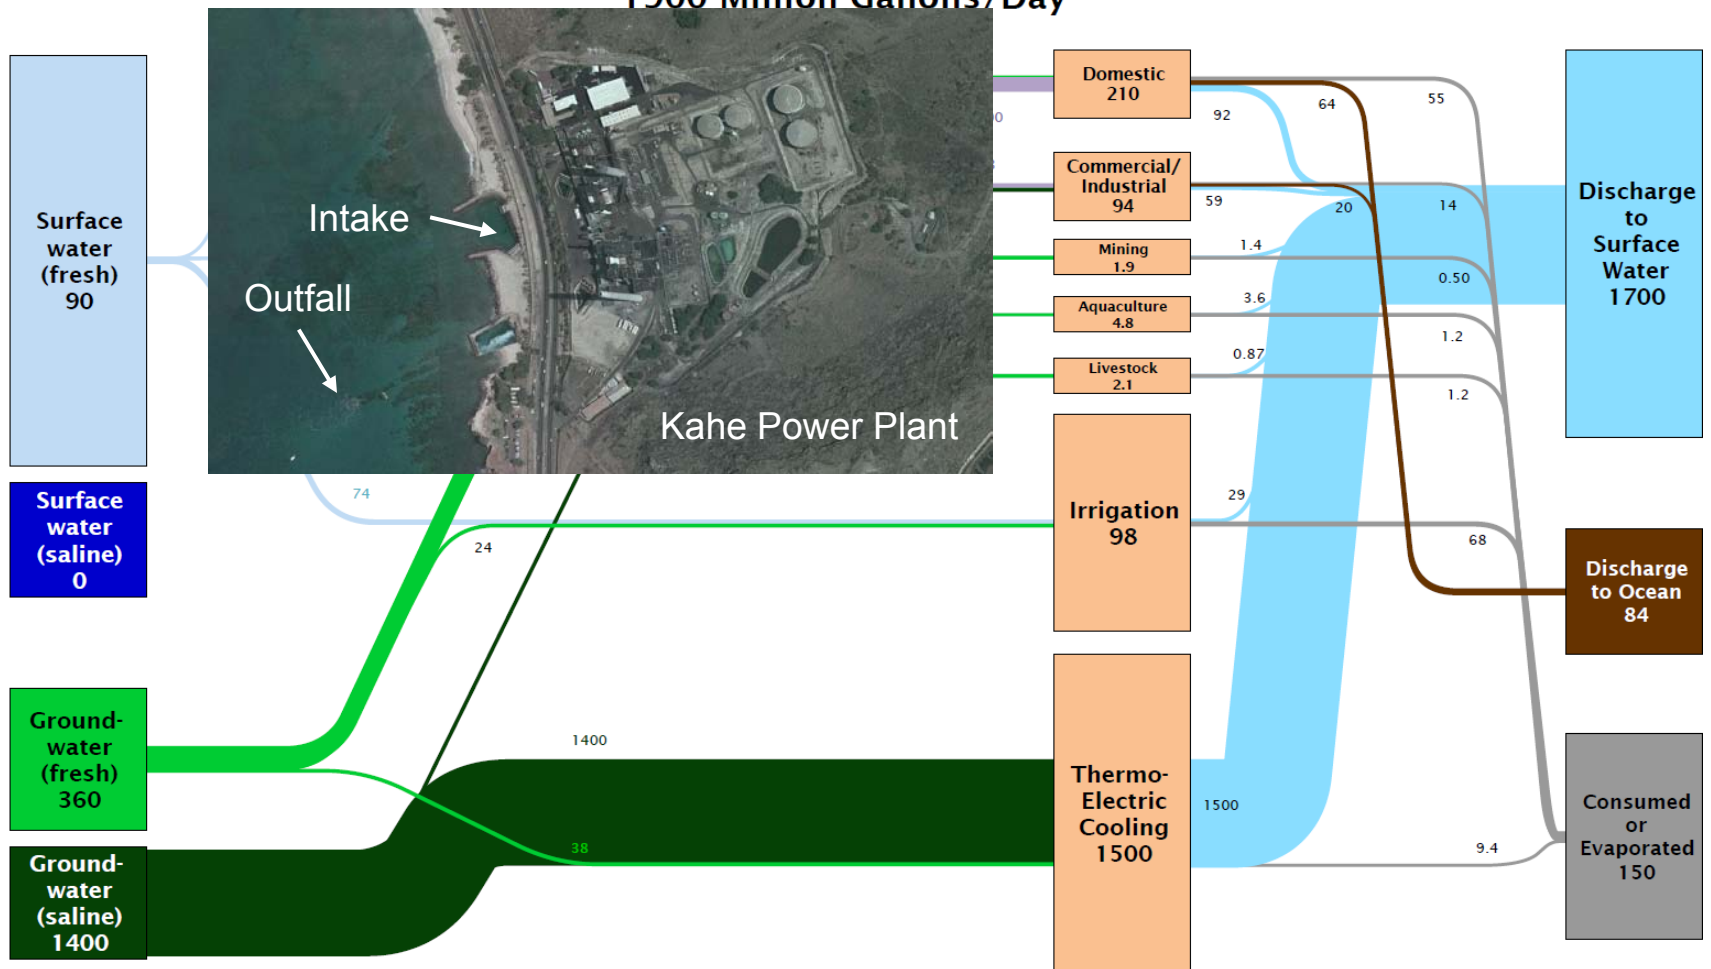 1900 Million Gallons/Day
Surface
water
(fresh)
90
Surface
water
(saline)
0
Ground-
water
(fresh)
360
Ground-
water
(saline)
1400
Intake
Outfall
Kahe Power Plant
74
24
1400
38
Domestic
210
Commercial/
Industrial
94
Mining
1.9
Aquaculture
4.8
Livestock
2.1
Irrigation
98
Thermo-
Electric
Cooling
1500
92
64
55
59
20
14
1.4
0.50
3.6
1.2
0.87
1.2
29
68
1500
9.4
Discharge
to
Surface
Water
1700
Discharge
to Ocean
84
Consumed
or
Evaporated
150